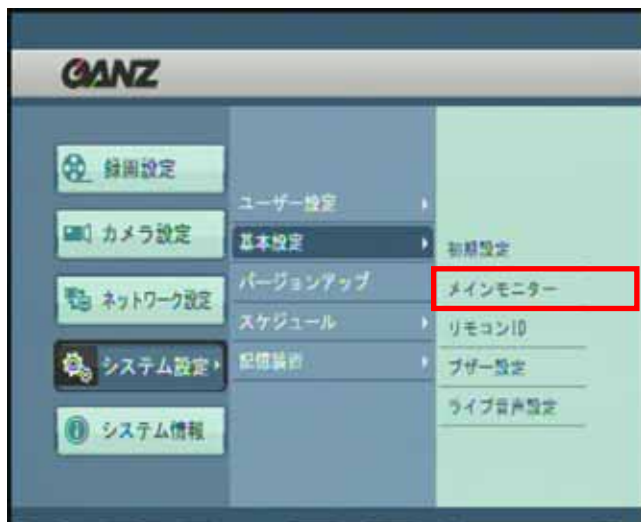 GANZ
録画設定
カメラ設定
ネットワーク設定
システム設定
システム情報
ユーザー設定
基本設定
バージョンアップ
スケジュール
記憶装置
初期設定
メインモニター
リモコンID
ブザー設定
ライブ音声設定